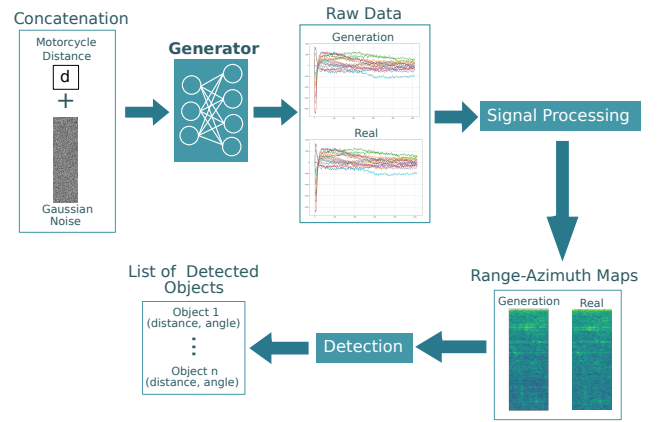 Concatenation
Motorcycle
Distance
d
+
Gaussian
Noise
Generator
Raw Data
Generation
Real
Signal Processing
Range-Azimuth Maps
Generation
Real
Detection
List of Detected
Objects
Object 1
(distance, angle)
Object n
(distance, angle)